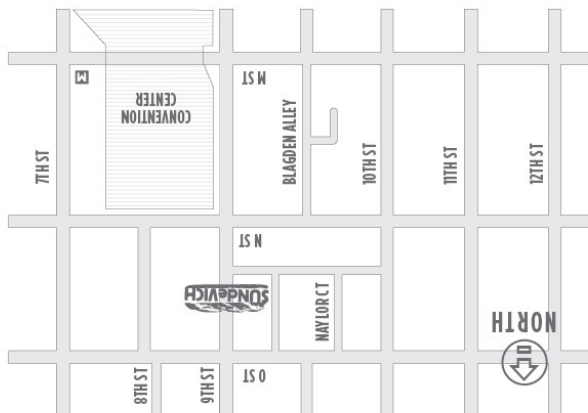 M
M ST
CONVENTION
CENTER
7TH ST
BLAGDEN ALLEY
10TH ST
11TH ST
12TH ST
N ST
SUNdeVICH
NAYLOR CT
NORTH
8TH ST
9TH ST
O ST